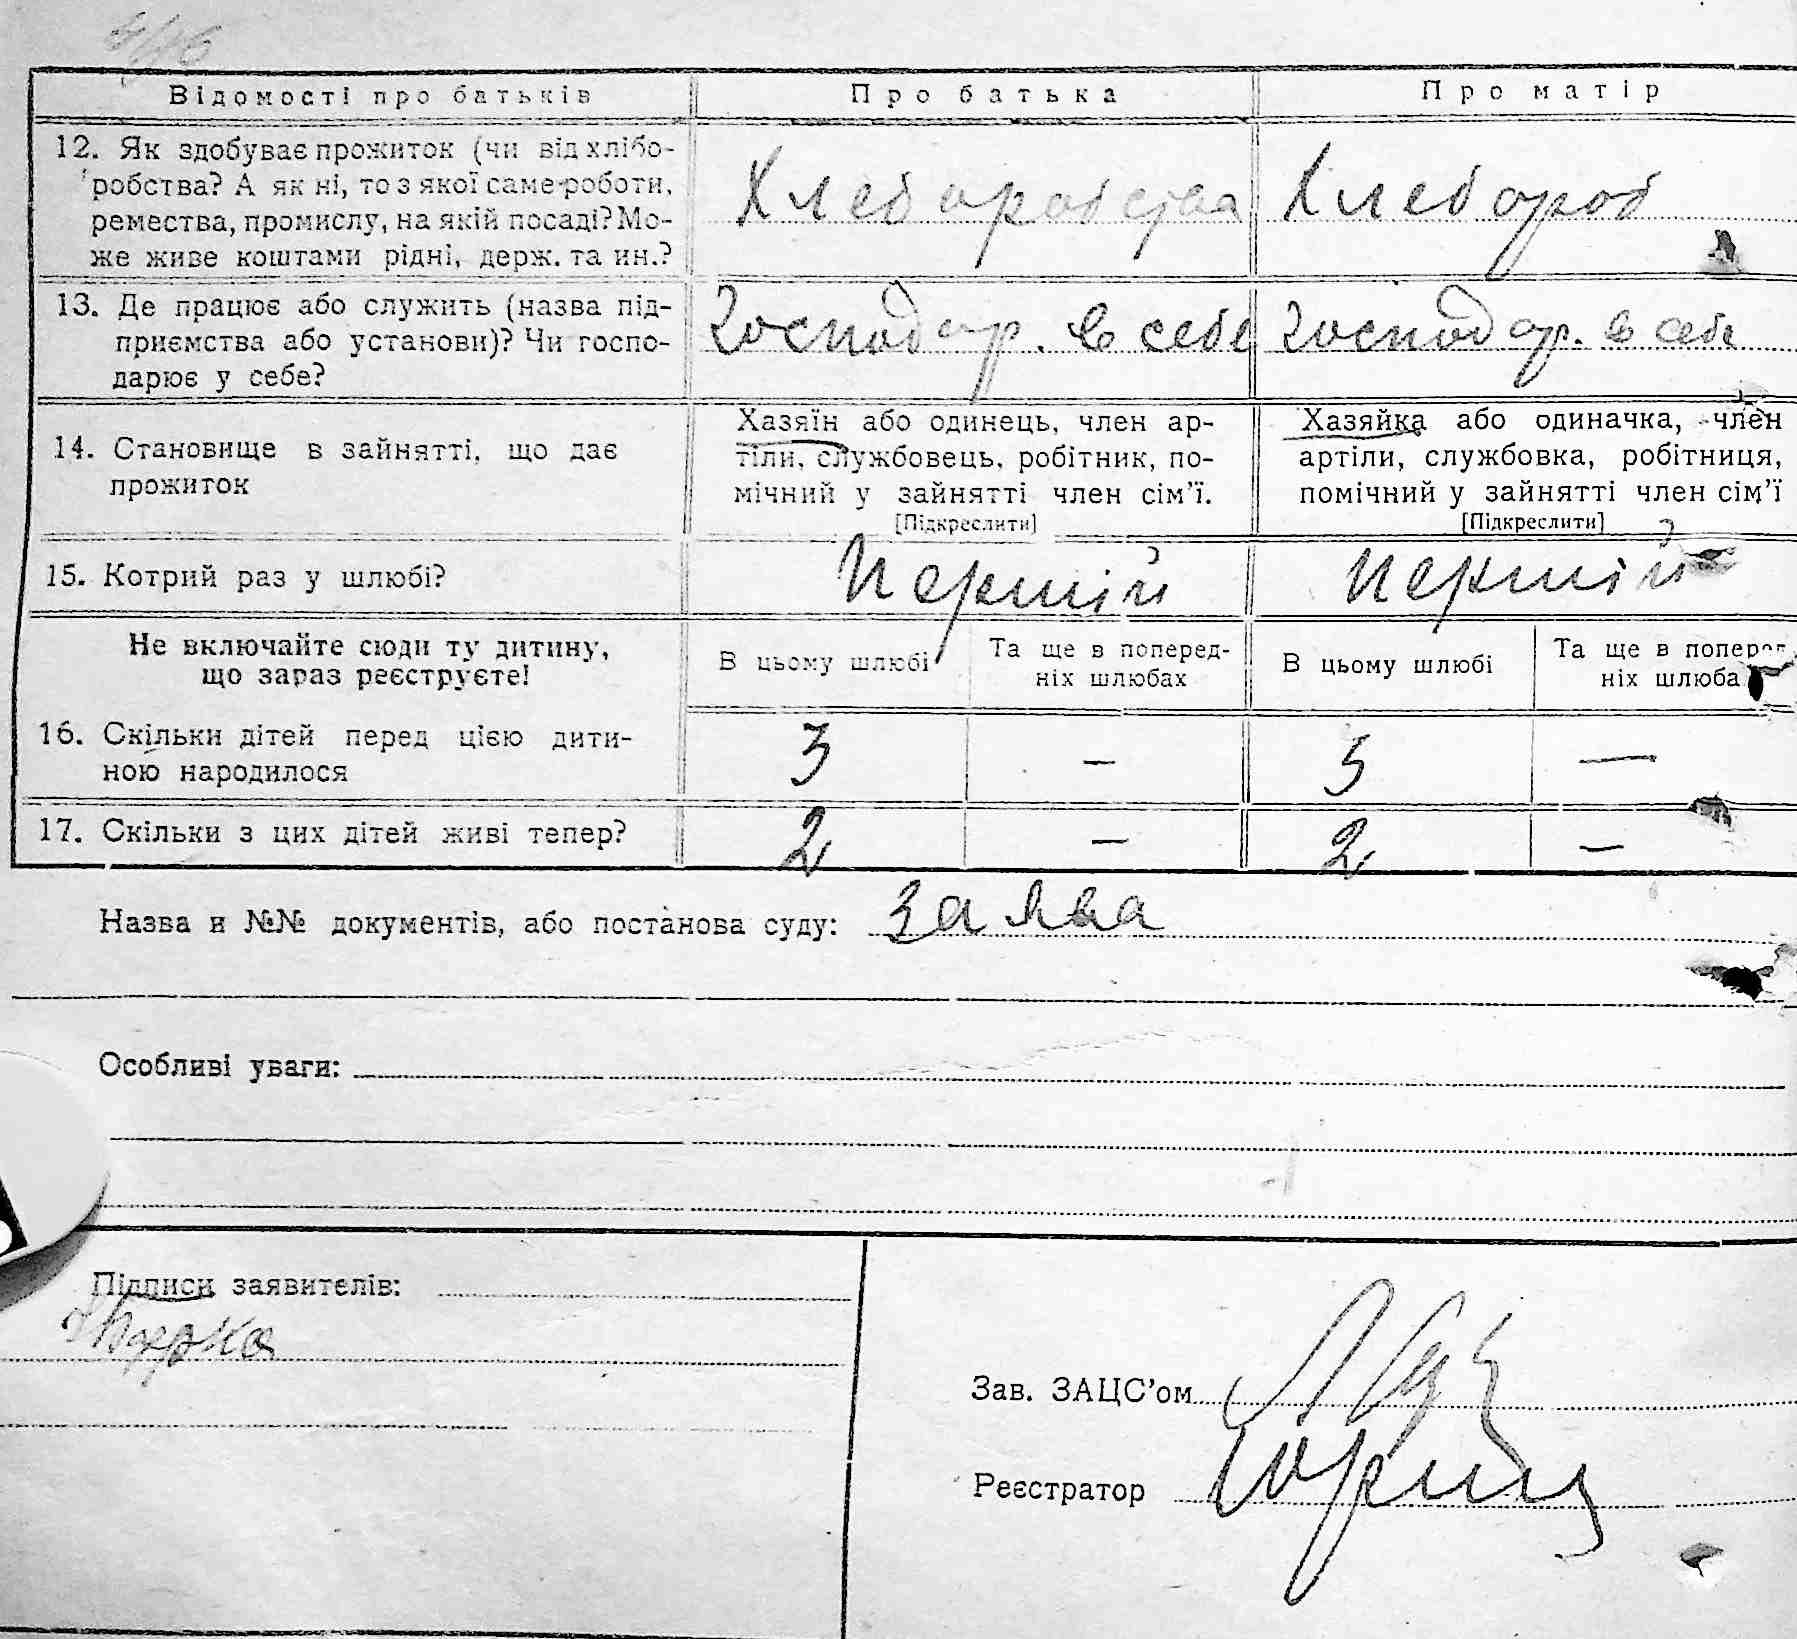 Відомості про батьків Про батька Про матір
12. Як здобуває прожиток (чи від хлібо-
робства? А як ні, то з якої саме роботи,
ремества, промислу, на якій посаді? Мо-
же живе коштами рідні, держ. та ин.?
Хлеборобства Хлебороб
13. Де працює або служить (назва під-
приємства або установи)? Чи госпо-
дарює у себе?
Господар. в себе Господар. в себе
14. Становище в зайнятті, що дає
прожиток
Хазяїн або одинець, член ар-
тіли, службовець, робітник, по-
мічний у зайнятті член сім'ї.
[Підкреслити]
Хазяйка або одиначка, член
артіли, службовка, робітниця,
помічний у зайнятті член сім'ї
[Підкреслити]
15. Котрий раз у шлюбі? Першій Першій
Не включайте сюди ту дитину,
що зараз реєструєте!
В цьому шлюбі
Та ще в поперед-
ніх шлюбах
В цьому шлюбі
Та ще в
ніх
16. Скільки дітей перед цією дити-
ною народилося
3 – –
17. Скільки з цих дітей живі тепер? 2 – 2 –
Назва и №№ документів, або постанова суду: Заява
Особливі уваги:
Підписи заявителів:
Зав. ЗАЦС'ом
Реєстратор